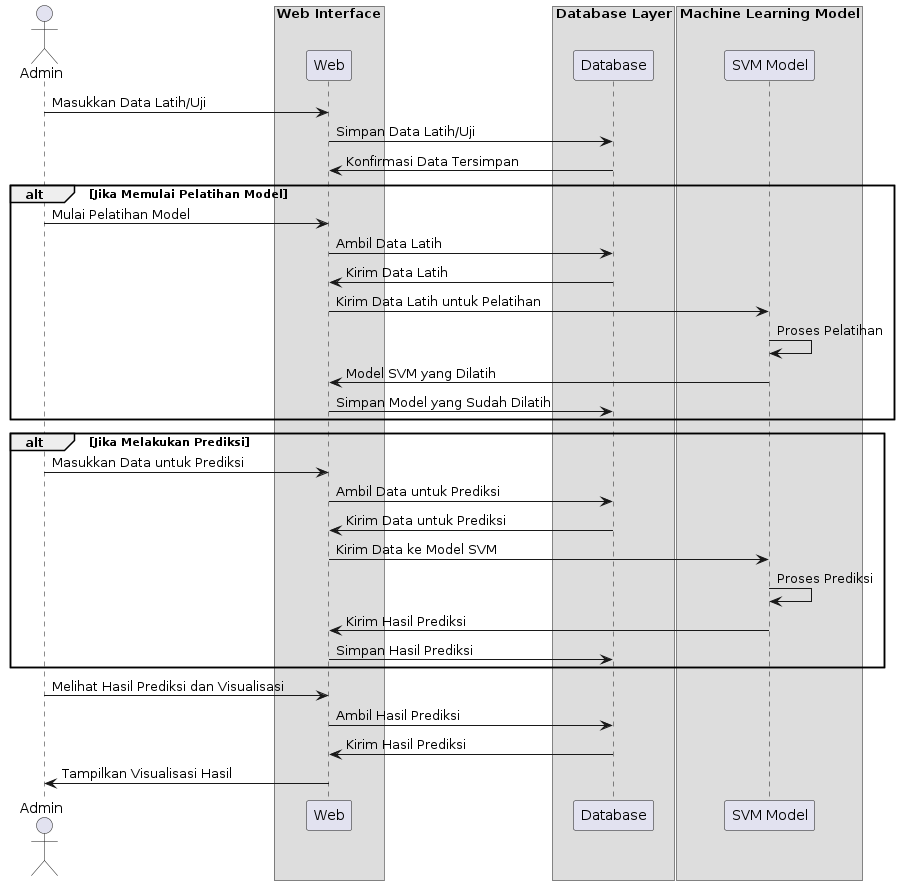 Web Interface
Database Layer
Machine Learning Model
Admin
Web
Database
SVM Model
Masukkan Data Latih/Uji
Simpan Data Latih/Uji
Konfirmasi Data Tersimpan
alt [Jika Memulai Pelatihan Model]
Mulai Pelatihan Model
Ambil Data Latih
Kirim Data Latih
Kirim Data Latih untuk Pelatihan
Proses Pelatihan
Model SVM yang Dilatih
Simpan Model yang Sudah Dilatih
alt [Jika Melakukan Prediksi]
Masukkan Data untuk Prediksi
Ambil Data untuk Prediksi
Kirim Data untuk Prediksi
Kirim Data ke Model SVM
Proses Prediksi
Kirim Hasil Prediksi
Simpan Hasil Prediksi
Melihat Hasil Prediksi dan Visualisasi
Ambil Hasil Prediksi
Kirim Hasil Prediksi
Tampilkan Visualisasi Hasil
Admin
Web
Database
SVM Model